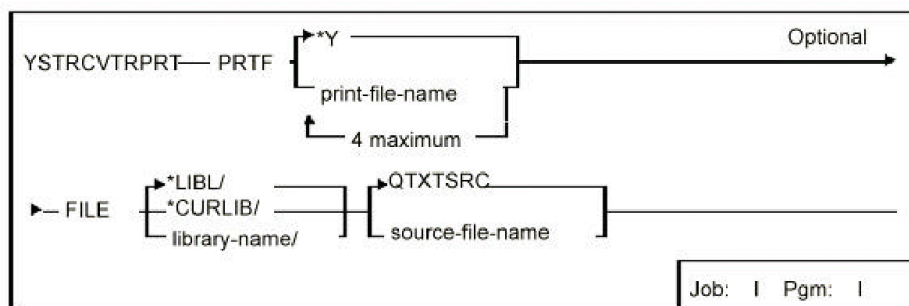 *Y
Optional
YSTRCVTRPRT PRTF
print-file-name
4 maximum
*LIBL/ QTXTSRC
FILE *CURLIB/
library-name/ source-file-name
Job: I Pgm: I